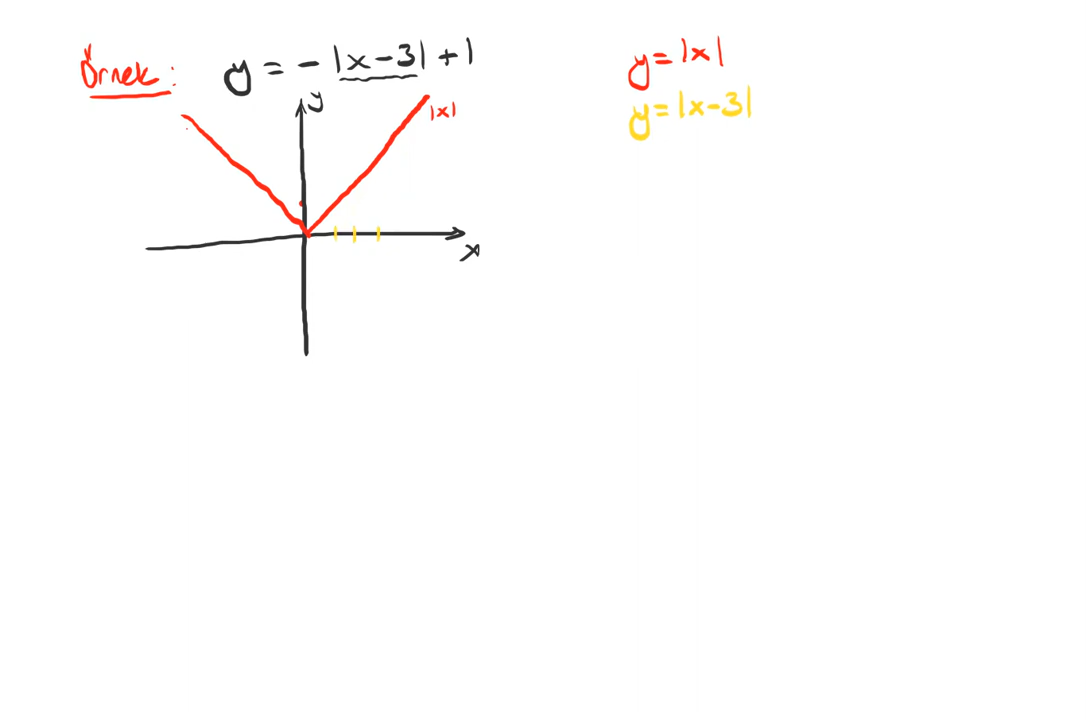 Örnek: y = - |x-3| + 1
y = |x|
y = |x-3|
y
|x|
x